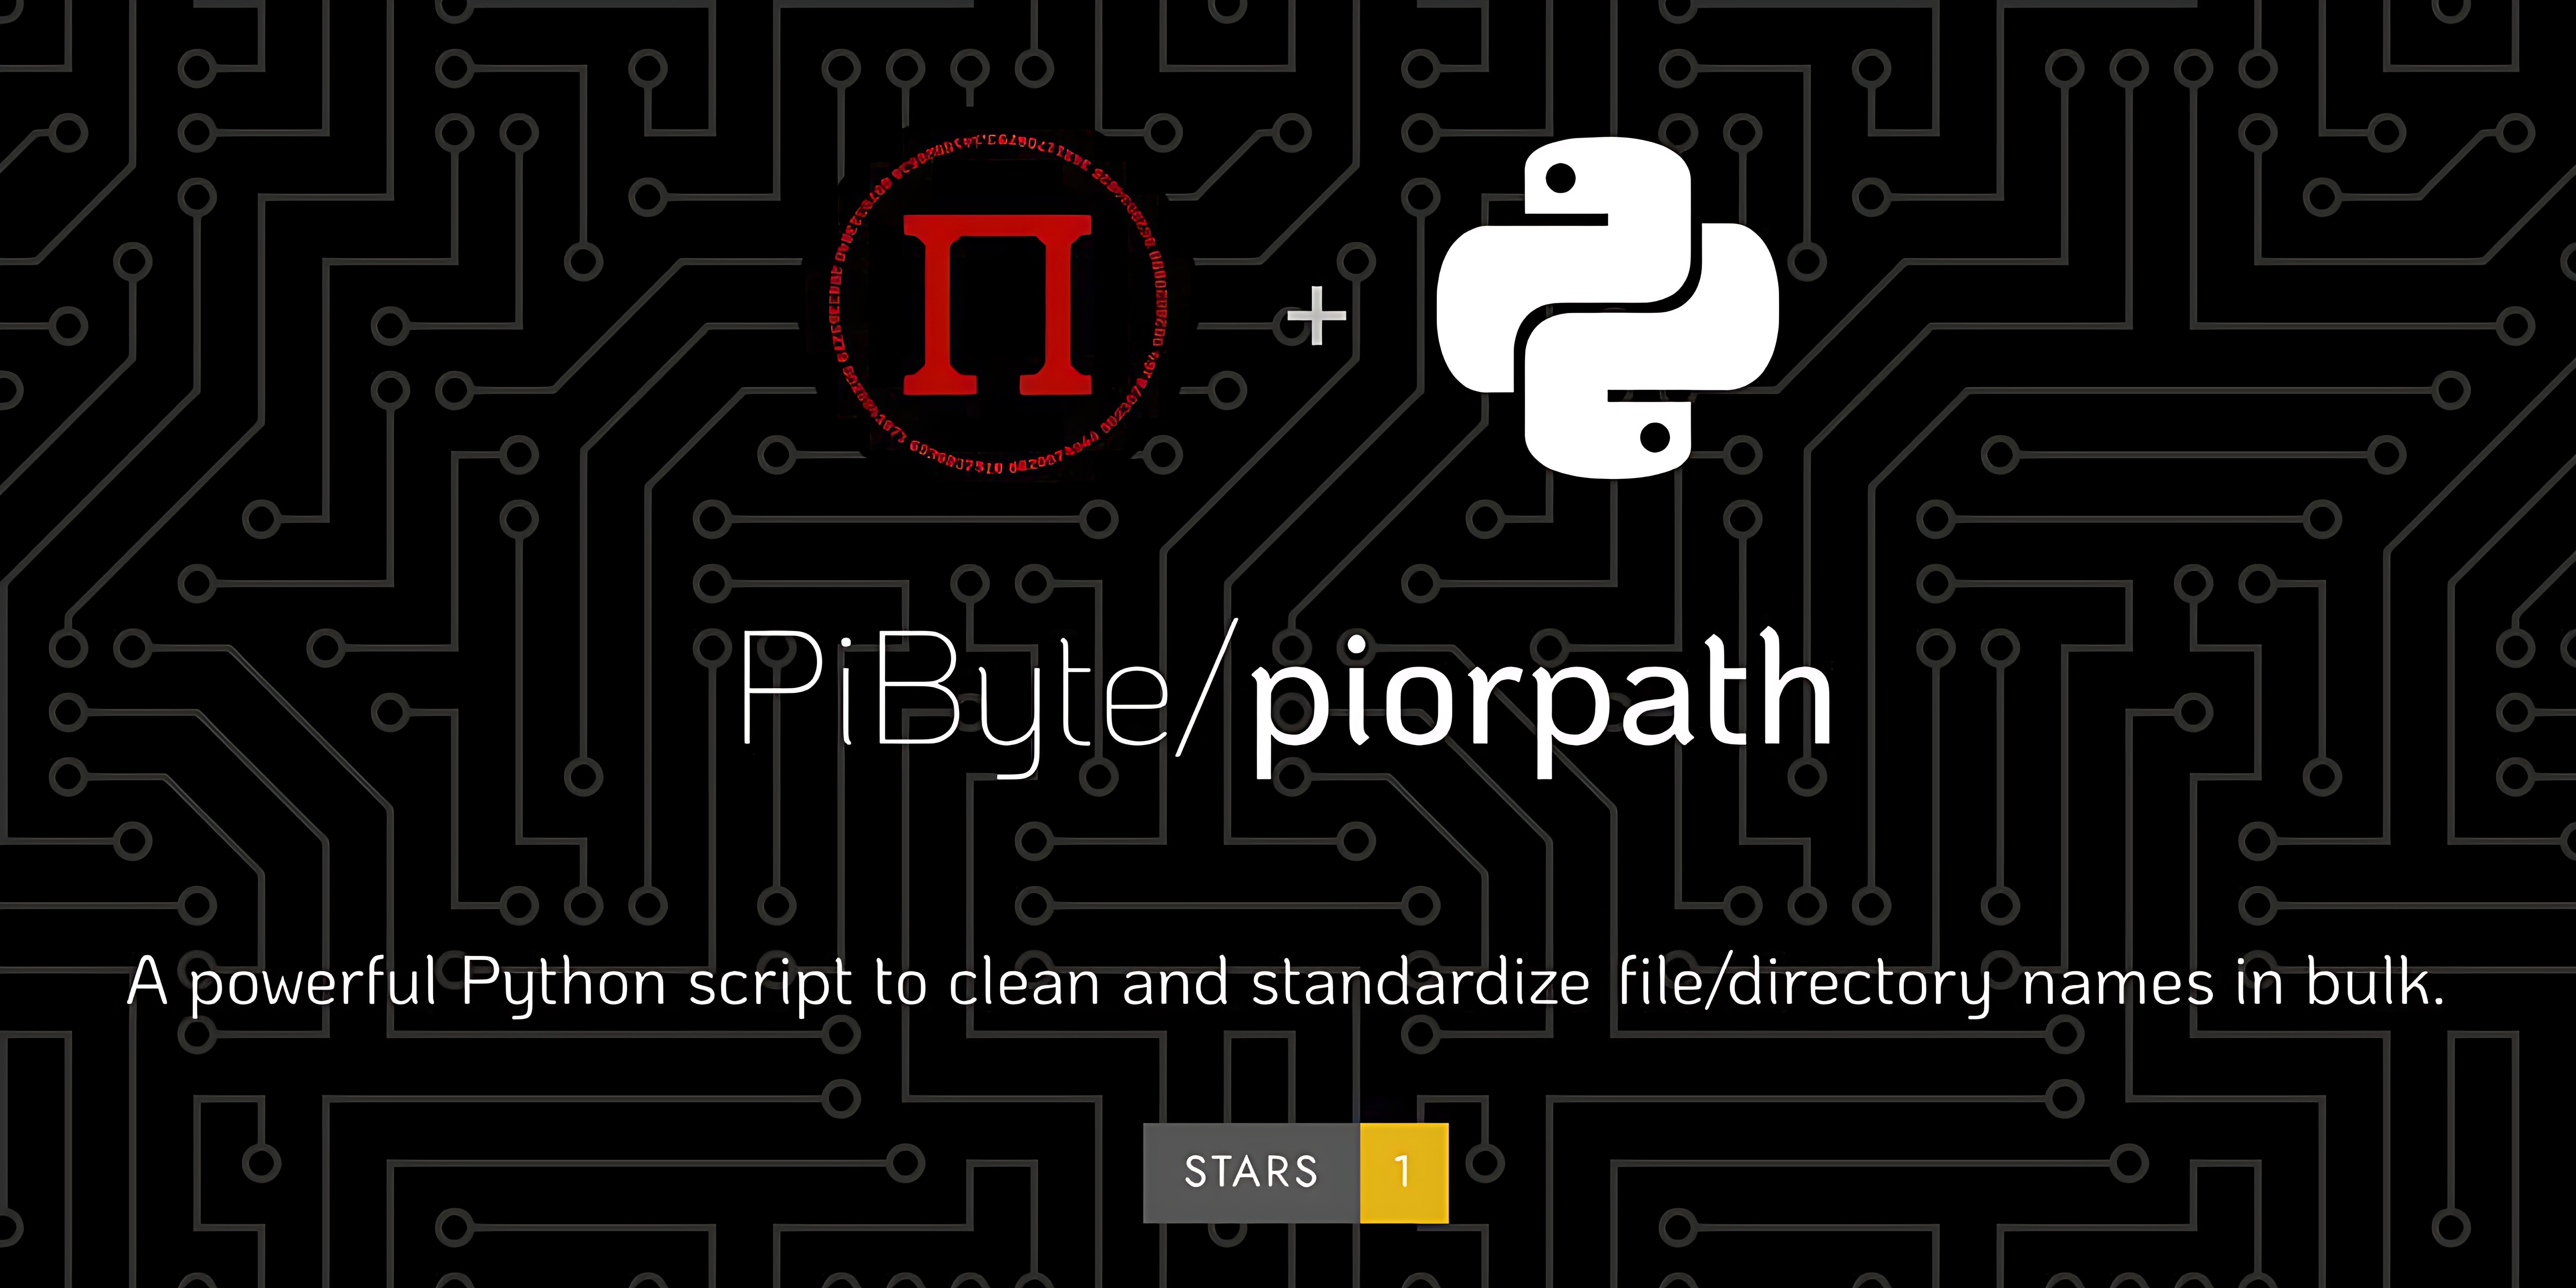 П
+
PiByte/piorpath
A powerful Python script to clean and standardize file/directory names in bulk.
STARS 1